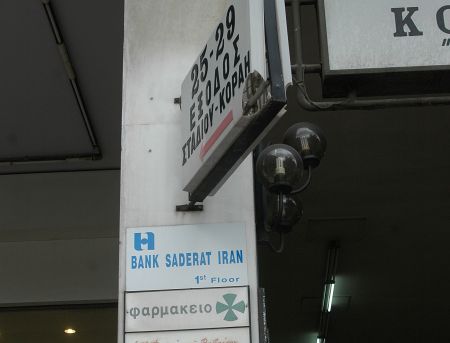 25-29
ΕΞΟΔΟΣ
ΣΤΑΔΙΟΥ-ΚΟΡΑΗ
Κ
BANK SADERAT IRAN
1st FLOOR
φαρμακειο